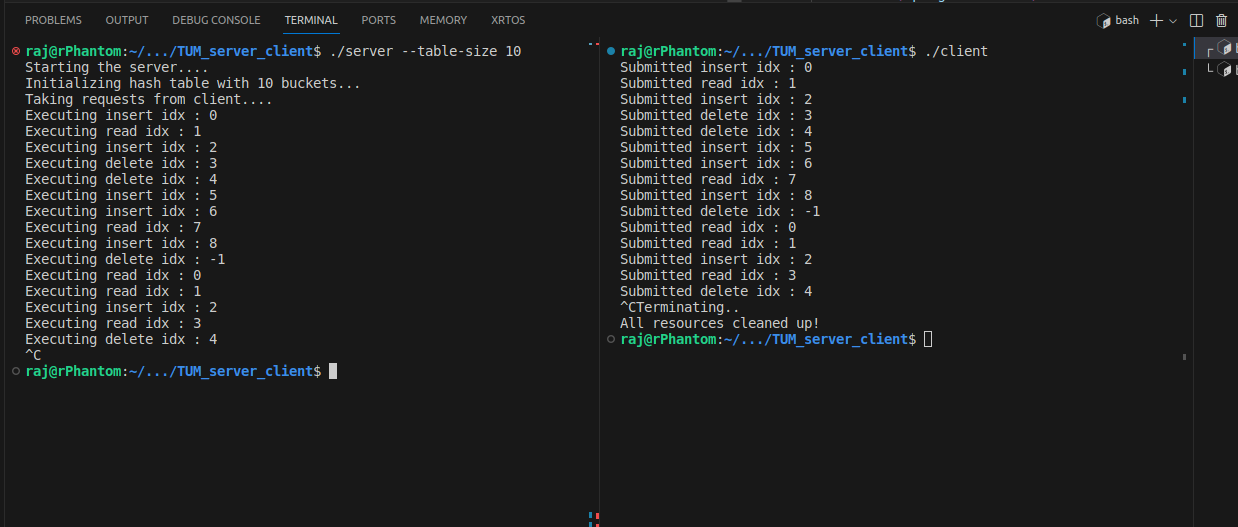 PROBLEMS OUTPUT DEBUG CONSOLE TERMINAL PORTS MEMORY XRTOS
bash
raj@rPhantom:~/.../TUM_server_client$ ./server --table-size 10
Starting the server....
Initializing hash table with 10 buckets...
Taking requests from client....
Executing insert idx : 0
Executing read idx : 1
Executing insert idx : 2
Executing delete idx : 3
Executing delete idx : 4
Executing insert idx : 5
Executing insert idx : 6
Executing read idx : 7
Executing insert idx : 8
Executing delete idx : -1
Executing read idx : 0
Executing read idx : 1
Executing insert idx : 2
Executing read idx : 3
Executing delete idx : 4
^C
raj@rPhantom:~/.../TUM_server_client$
raj@rPhantom:~/.../TUM_server_client$ ./client
Submitted insert idx : 0
Submitted read idx : 1
Submitted insert idx : 2
Submitted delete idx : 3
Submitted delete idx : 4
Submitted insert idx : 5
Submitted insert idx : 6
Submitted read idx : 7
Submitted insert idx : 8
Submitted delete idx : -1
Submitted read idx : 0
Submitted read idx : 1
Submitted insert idx : 2
Submitted read idx : 3
Submitted delete idx : 4
^CTerminating..
All resources cleaned up!
raj@rPhantom:~/.../TUM_server_client$